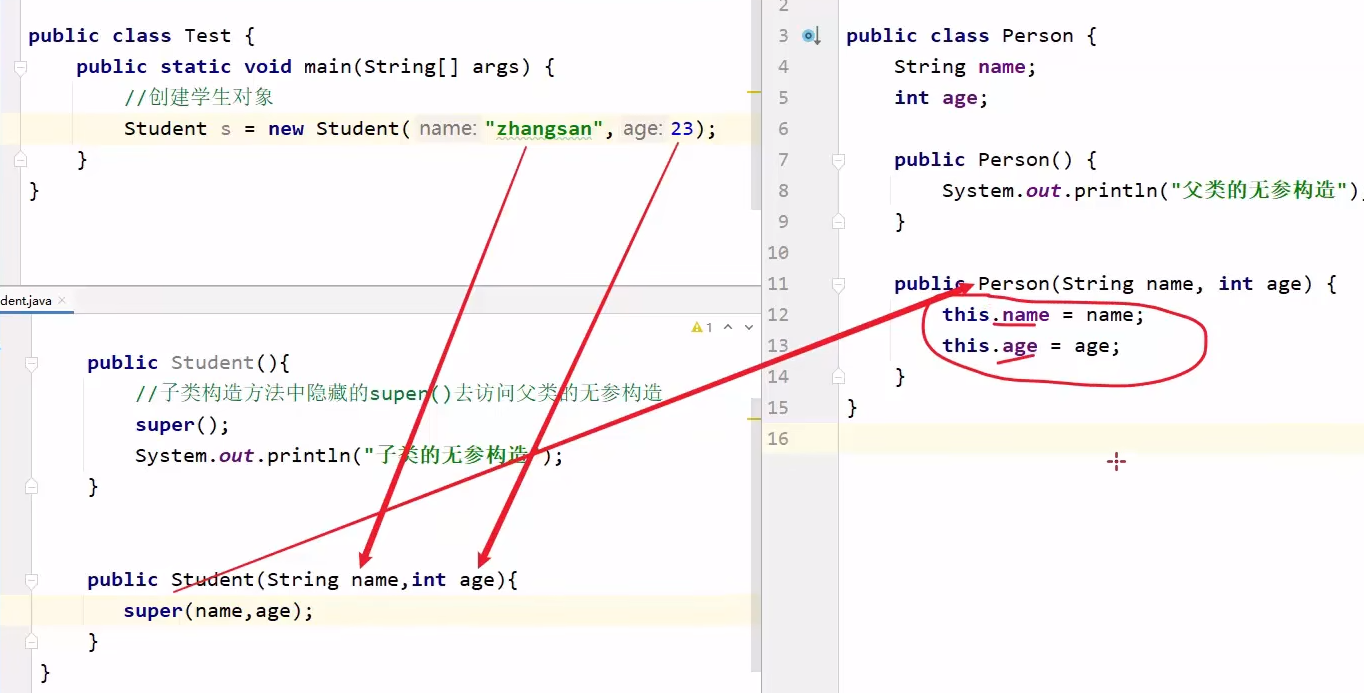 public class Test {
public static void main(String[] args) {
//创建学生对象
Student s = new Student( name: "zhangsan", age: 23);
}
}
dent.java ×
1
public Student(){
//子类构造方法中隐藏的super()去访问父类的无参构造
super();
System.out.println("子类的无参构造");
}
public Student(String name,int age){
super(name,age);
}
}
2
3 public class Person {
4 String name;
5 int age;
6
7 public Person() {
8 System.out.println("父类的无参构造");
9 }
10
11 public Person(String name, int age) {
12 this.name = name;
13 this.age = age;
14 }
15 }
16